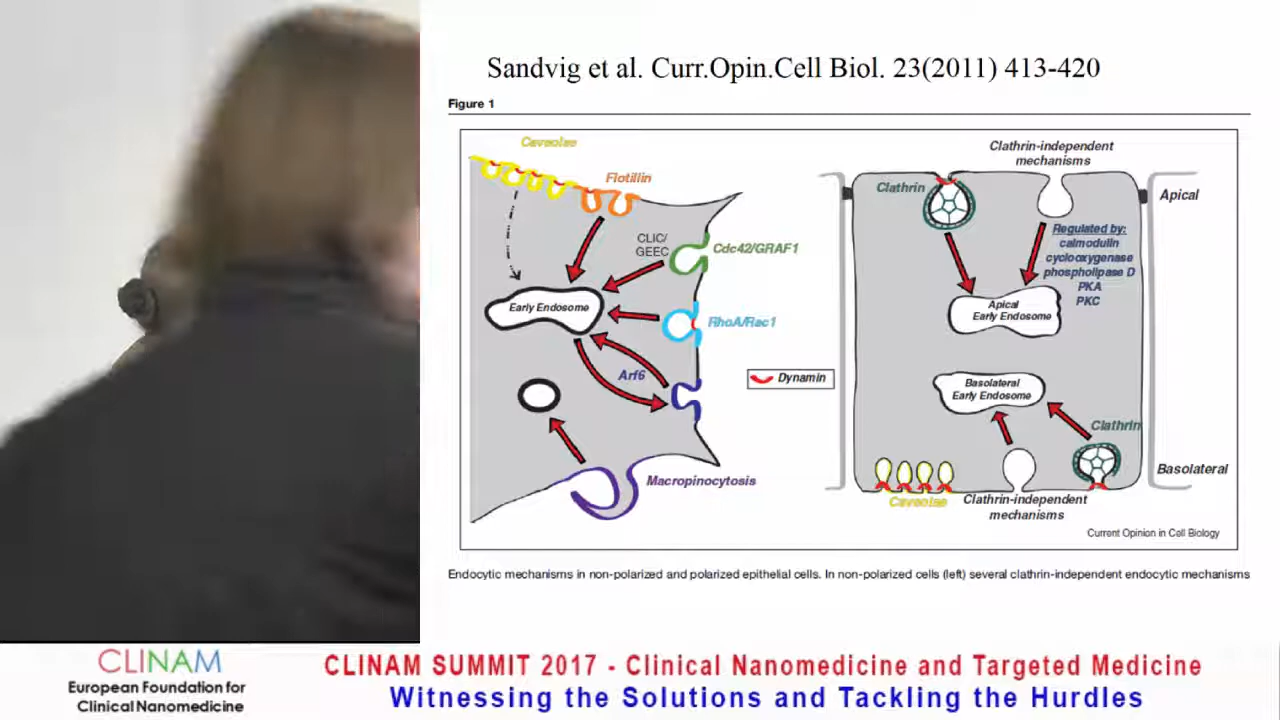 Sandvig et al. Curr.Opin.Cell Biol. 23(2011) 413-420
Figure 1
Caveolae
Flotillin
CLIC/
GEEC
Cdc42/GRAF1
Early Endosome
RhoA/Rac1
Arf6
Macropinocytosis
Dynamin
Clathrin-independent
mechanisms
Clathrin
Apical
Regulated by:
calmodulin
cyclooxygenase
phospholipase D
PKA
PKC
Apical
Early Endosome
Basolateral
Early Endosome
Clathrin
Basolateral
Caveolae
Clathrin-independent
mechanisms
Current Opinion in Cell Biology
Endocytic mechanisms in non-polarized and polarized epithelial cells. In non-polarized cells (left) several clathrin-independent endocytic mechanisms
CLINAM
European Foundation for
Clinical Nanomedicine
CLINAM SUMMIT 2017 - Clinical Nanomedicine and Targeted Medicine
Witnessing the Solutions and Tackling the Hurdles